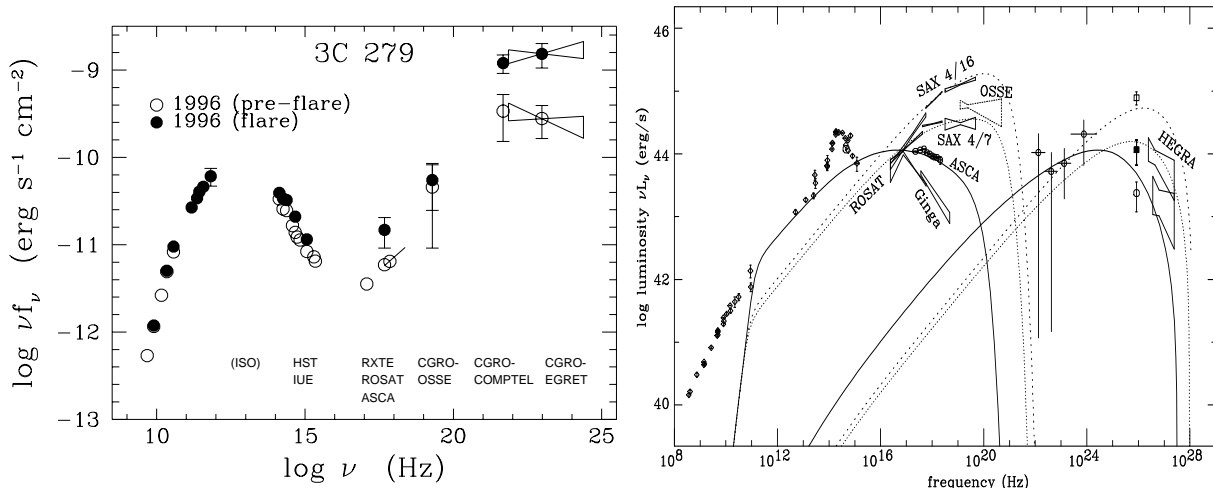 3C 279
1996 (pre-flare)
1996 (flare)
log νf_ν (erg s⁻¹ cm⁻²)
-9
-10
-11
-12
-13
(ISO)
HST
IUE
RXTE
ROSAT
ASCA
CGRO-
OSSE
CGRO-
COMPTEL
CGRO-
EGRET
10 15 20 25
log ν (Hz)
log luminosity νL_ν (erg/s)
46
44
42
40
SAX 4/16
OSSE
SAX 4/7
ASCA
ROSAT
Ginga
HEGRA
10⁸ 10¹² 10¹⁶ 10²⁰ 10²⁴ 10²⁸
frequency (Hz)